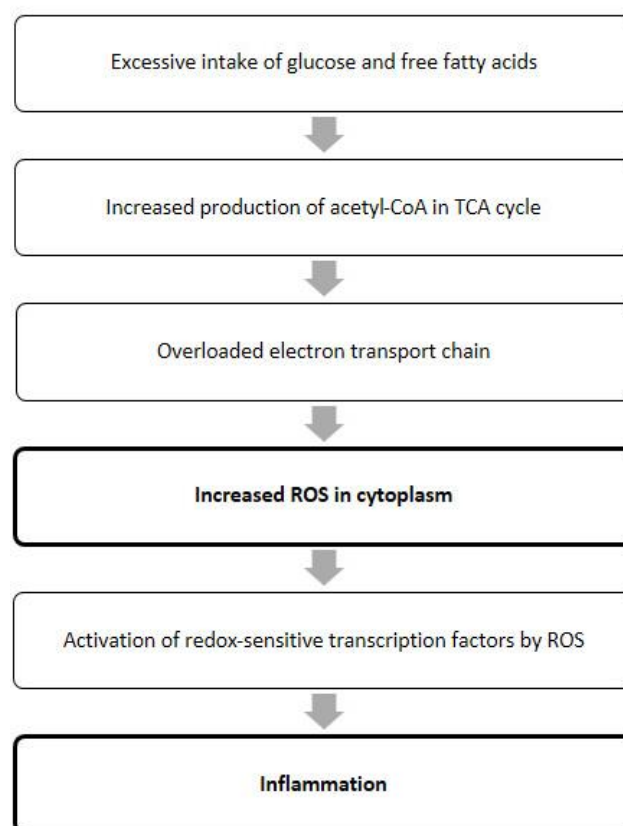 Excessive intake of glucose and free fatty acids
Increased production of acetyl-CoA in TCA cycle
Overloaded electron transport chain
Increased ROS in cytoplasm
Activation of redox-sensitive transcription factors by ROS
Inflammation